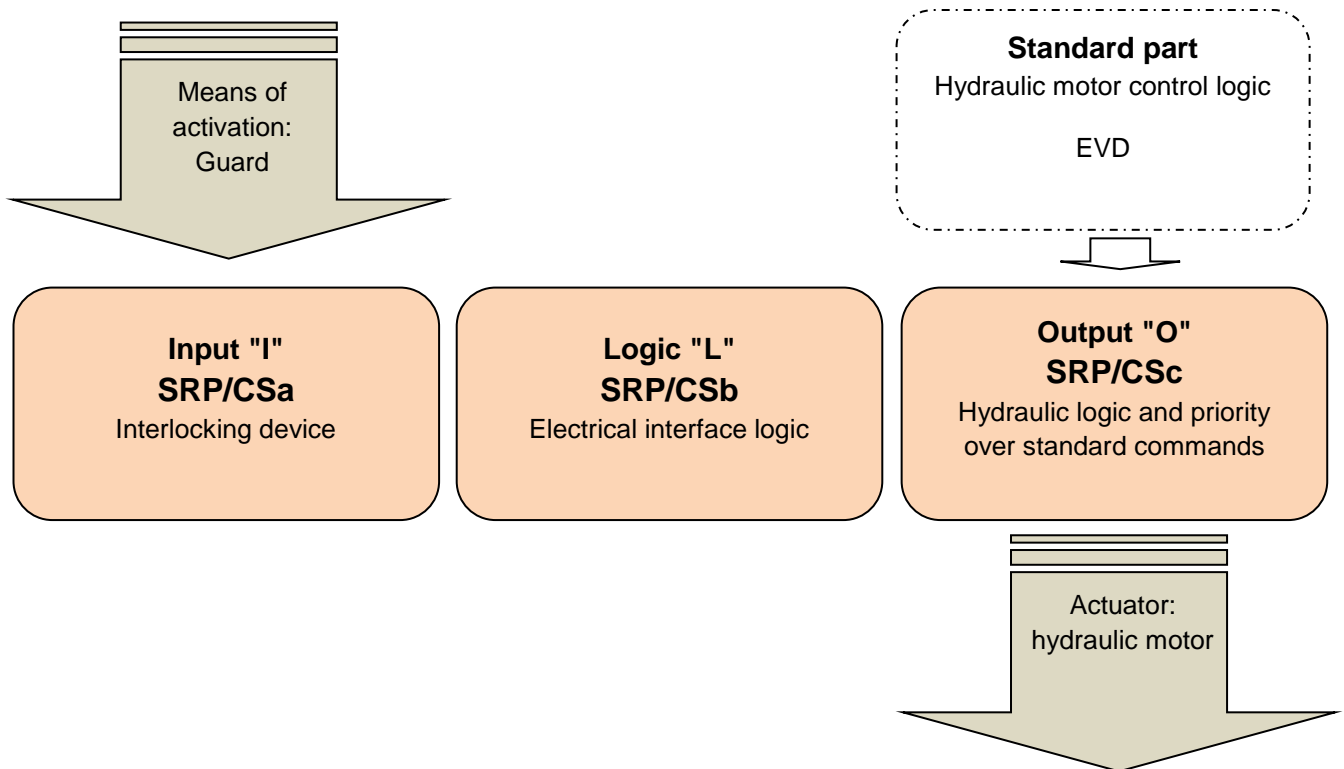 Means of
activation:
Guard
Standard part
Hydraulic motor control logic
EVD
Input "I"
SRP/CSa
Interlocking device
Logic "L"
SRP/CSb
Electrical interface logic
Output "O"
SRP/CSc
Hydraulic logic and priority
over standard commands
Actuator:
hydraulic motor